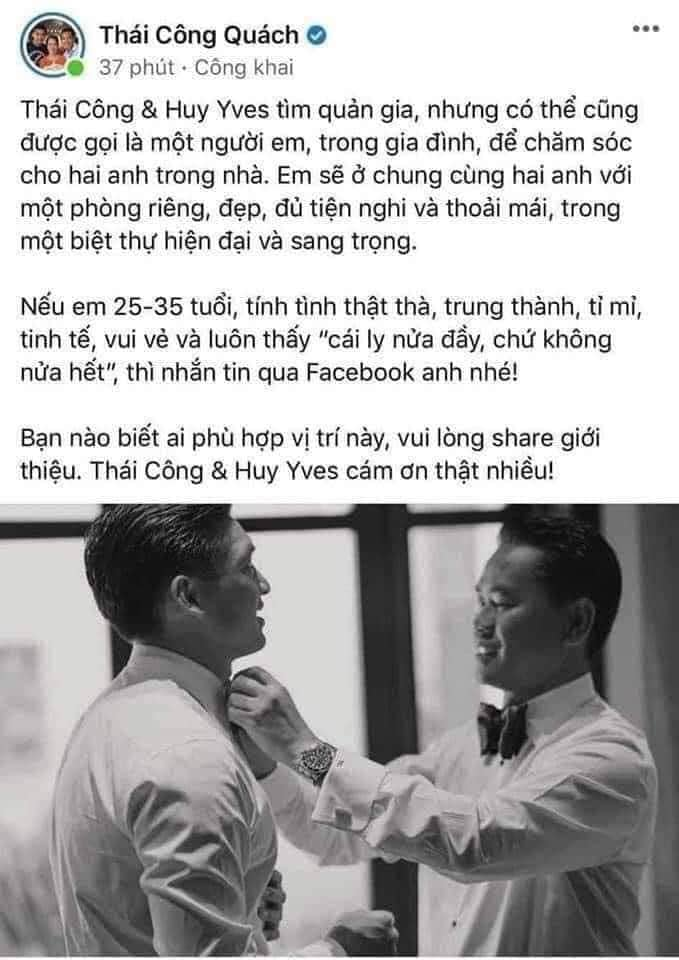 Thái Công Quách
37 phút · Công khai
Thái Công & Huy Yves tìm quản gia, nhưng có thể cũng
được gọi là một người em, trong gia đình, để chăm sóc
cho hai anh trong nhà. Em sẽ ở chung cùng hai anh với
một phòng riêng, đẹp, đủ tiện nghi và thoải mái, trong
một biệt thự hiện đại và sang trọng.
Nếu em 25-35 tuổi, tính tình thật thà, trung thành, tỉ mỉ,
tinh tế, vui vẻ và luôn thấy "cái ly nửa đầy, chứ không
nửa hết", thì nhắn tin qua Facebook anh nhé!
Bạn nào biết ai phù hợp vị trí này, vui lòng share giới
thiệu. Thái Công & Huy Yves cám ơn thật nhiều!